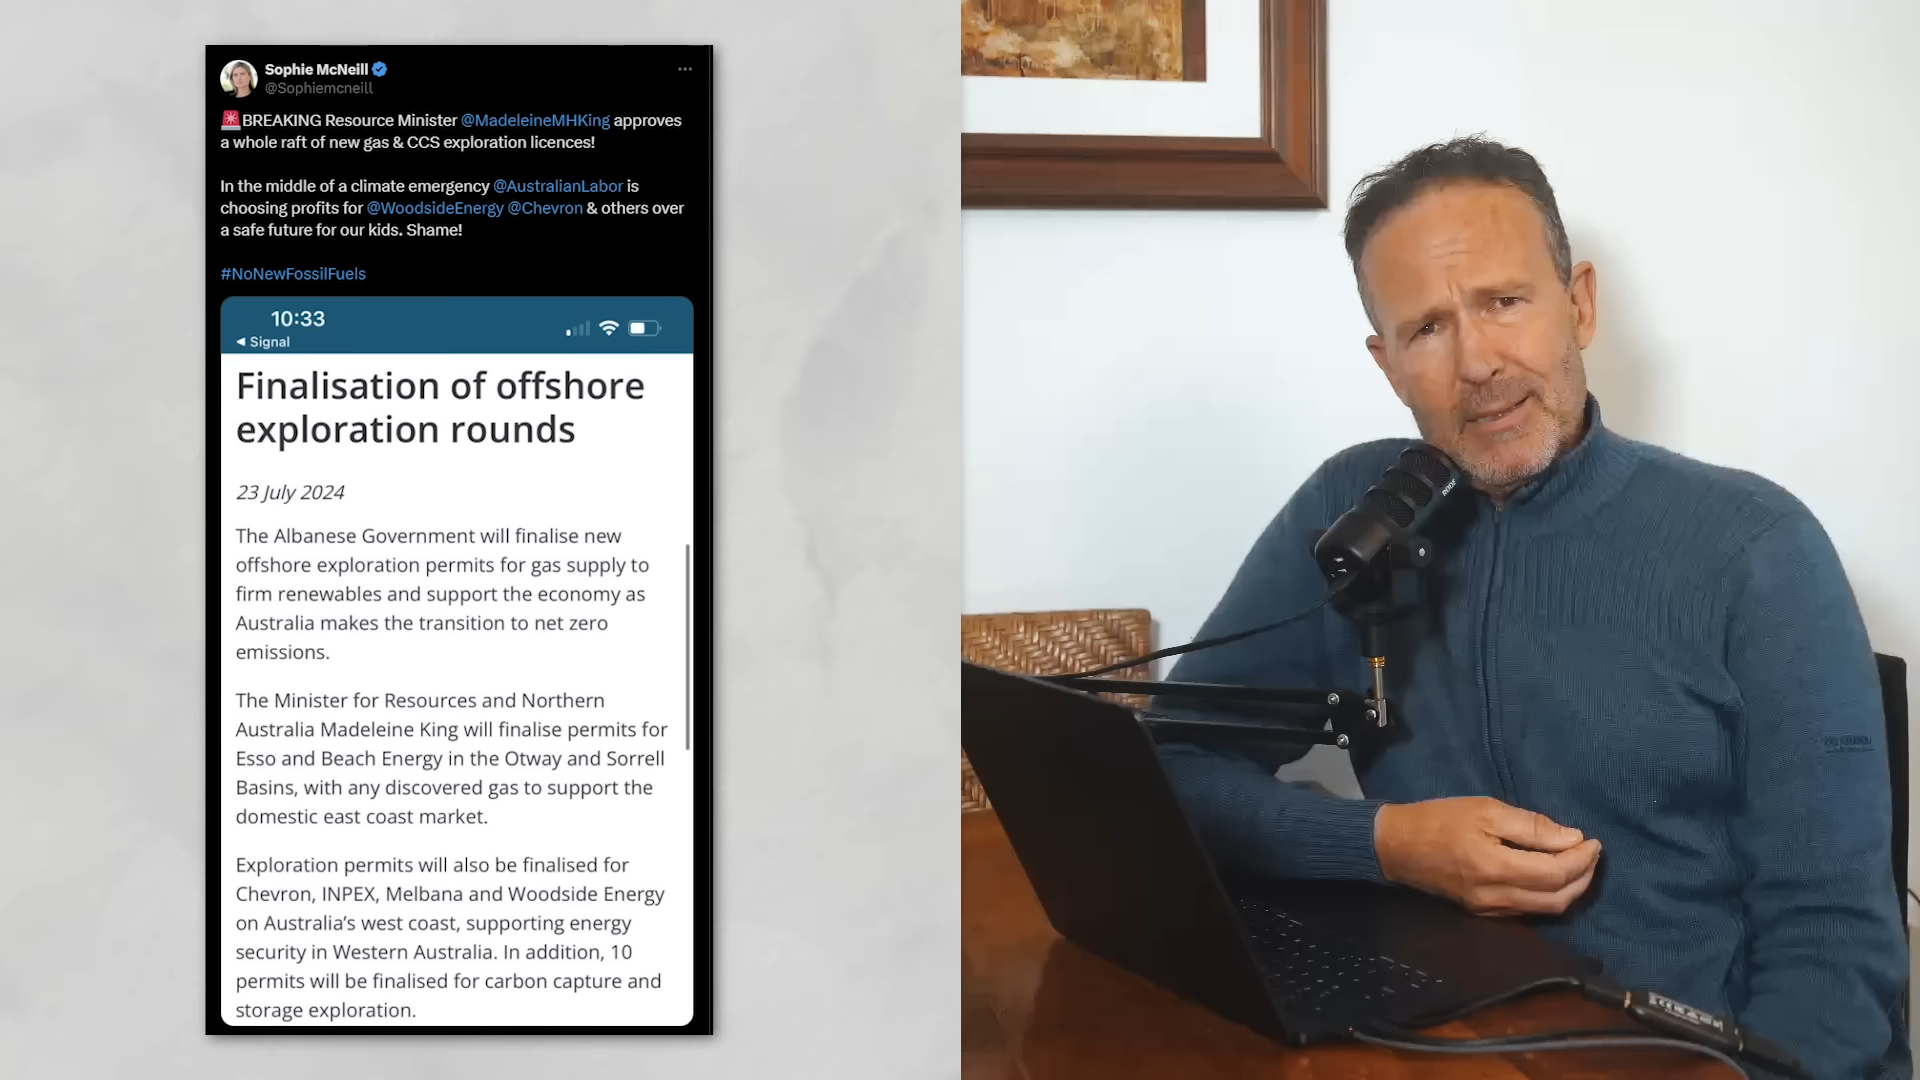 Sophie McNeill
@Sophiemcneill
🚨BREAKING Resource Minister @MadeleineMHKing approves
a whole raft of new gas & CCS exploration licences!
In the middle of a climate emergency @AustralianLabor is
choosing profits for @WoodsideEnergy @Chevron & others over
a safe future for our kids. Shame!
#NoNewFossilFuels
10:33
◀ Signal
Finalisation of offshore
exploration rounds
23 July 2024
The Albanese Government will finalise new
offshore exploration permits for gas supply to
firm renewables and support the economy as
Australia makes the transition to net zero
emissions.
The Minister for Resources and Northern
Australia Madeleine King will finalise permits for
Esso and Beach Energy in the Otway and Sorrell
Basins, with any discovered gas to support the
domestic east coast market.
Exploration permits will also be finalised for
Chevron, INPEX, Melbana and Woodside Energy
on Australia's west coast, supporting energy
security in Western Australia. In addition, 10
permits will be finalised for carbon capture and
storage exploration.
RODE